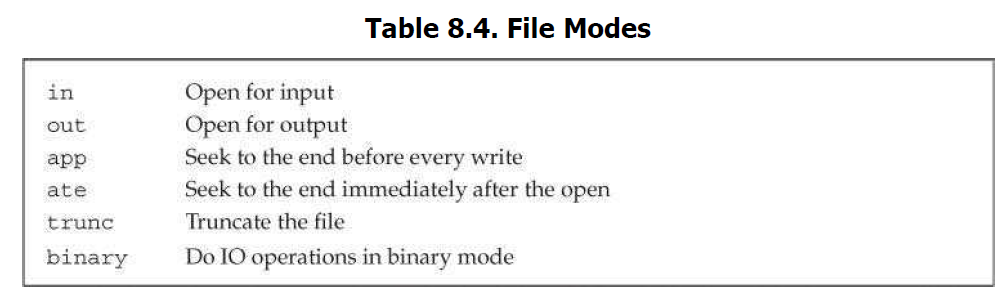 Table 8.4. File Modes
in Open for input
out Open for output
app Seek to the end before every write
ate Seek to the end immediately after the open
trunc Truncate the file
binary Do IO operations in binary mode